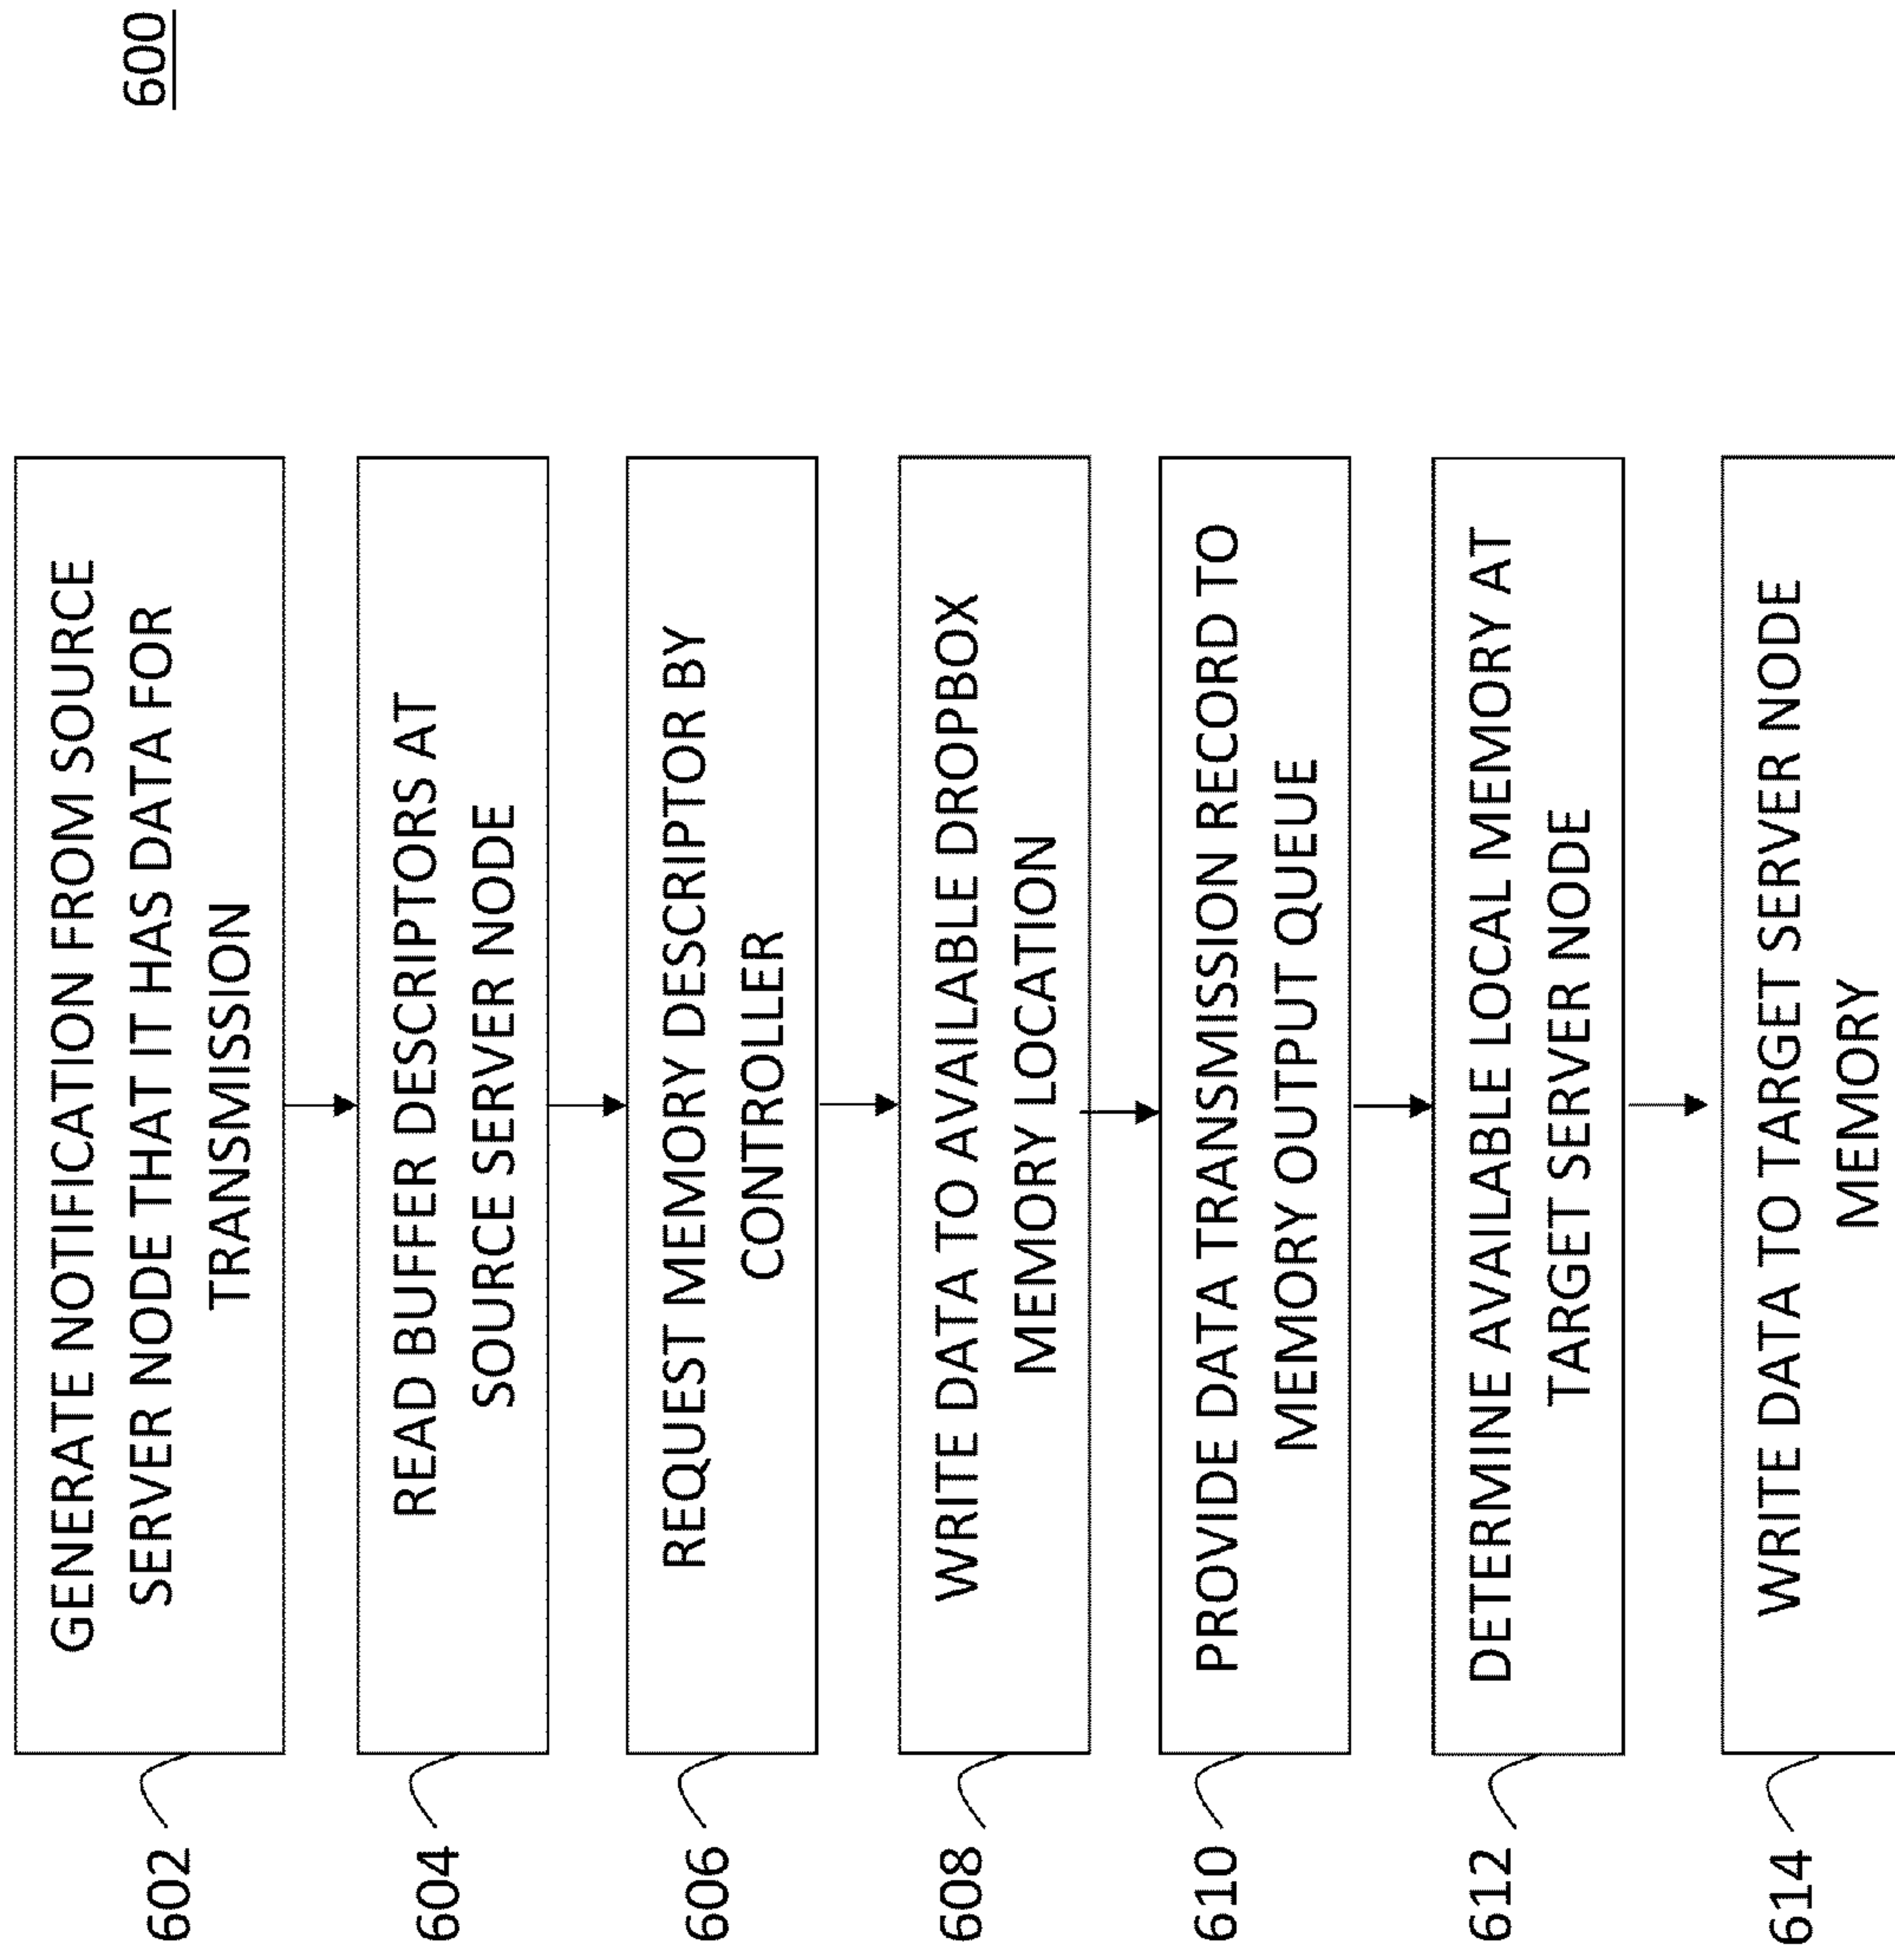 600
602
GENERATE NOTIFICATION FROM SOURCE
SERVER NODE THAT IT HAS DATA FOR
TRANSMISSION
604
READ BUFFER DESCRIPTORS AT
SOURCE SERVER NODE
606
REQUEST MEMORY DESCRIPTOR BY
CONTROLLER
608
WRITE DATA TO AVAILABLE DROPBOX
MEMORY LOCATION
610
PROVIDE DATA TRANSMISSION RECORD TO
MEMORY OUTPUT QUEUE
612
DETERMINE AVAILABLE LOCAL MEMORY AT
TARGET SERVER NODE
614
WRITE DATA TO TARGET SERVER NODE
MEMORY